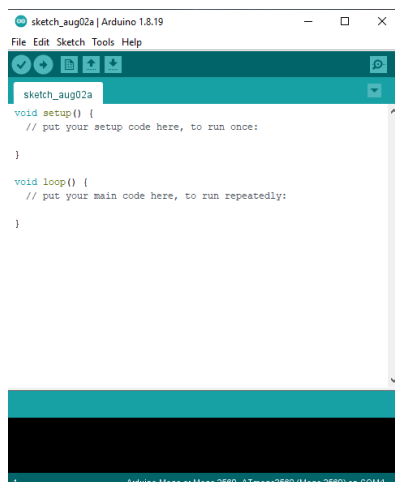 sketch_aug02a | Arduino 1.8.19
File Edit Sketch Tools Help
sketch_aug02a
void setup() {
  // put your setup code here, to run once:
}
void loop() {
  // put your main code here, to run repeatedly:
}